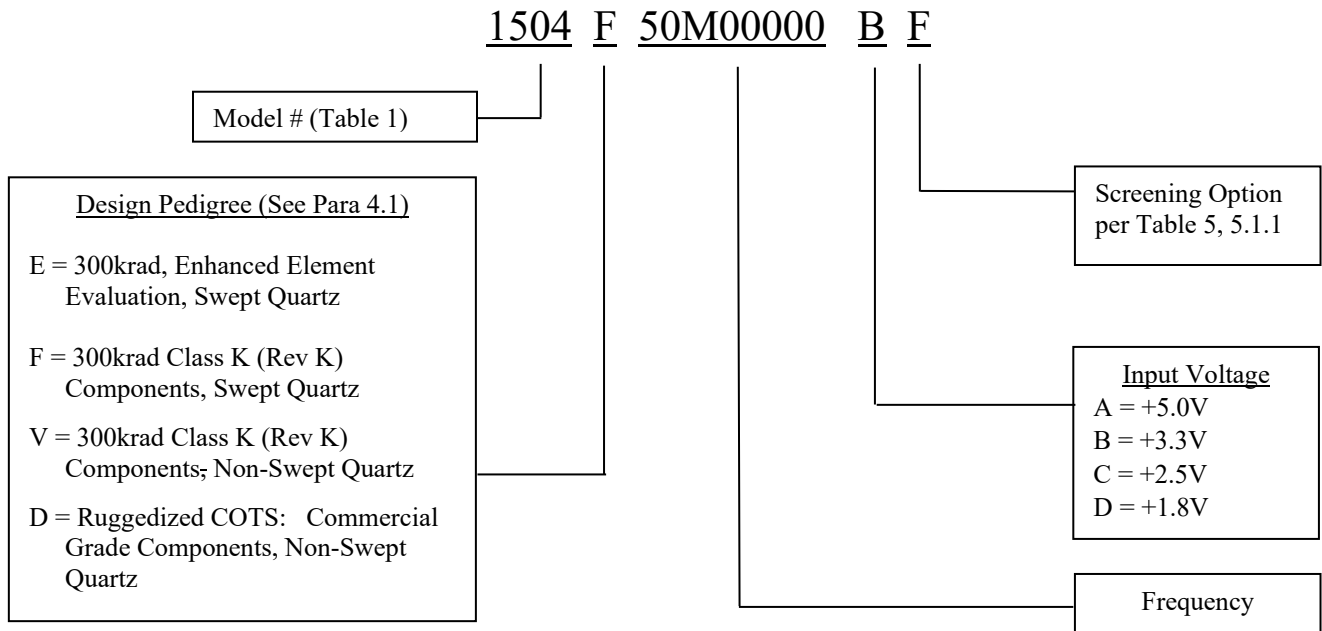 1504 F 50M00000 B F
Model # (Table 1)
Design Pedigree (See Para 4.1)
E = 300krad, Enhanced Element
Evaluation, Swept Quartz
F = 300krad Class K (Rev K)
Components, Swept Quartz
V = 300krad Class K (Rev K)
Components, Non-Swept Quartz
D = Ruggedized COTS: Commercial
Grade Components, Non-Swept
Quartz
Screening Option
per Table 5, 5.1.1
Input Voltage
A = +5.0V
B = +3.3V
C = +2.5V
D = +1.8V
Frequency